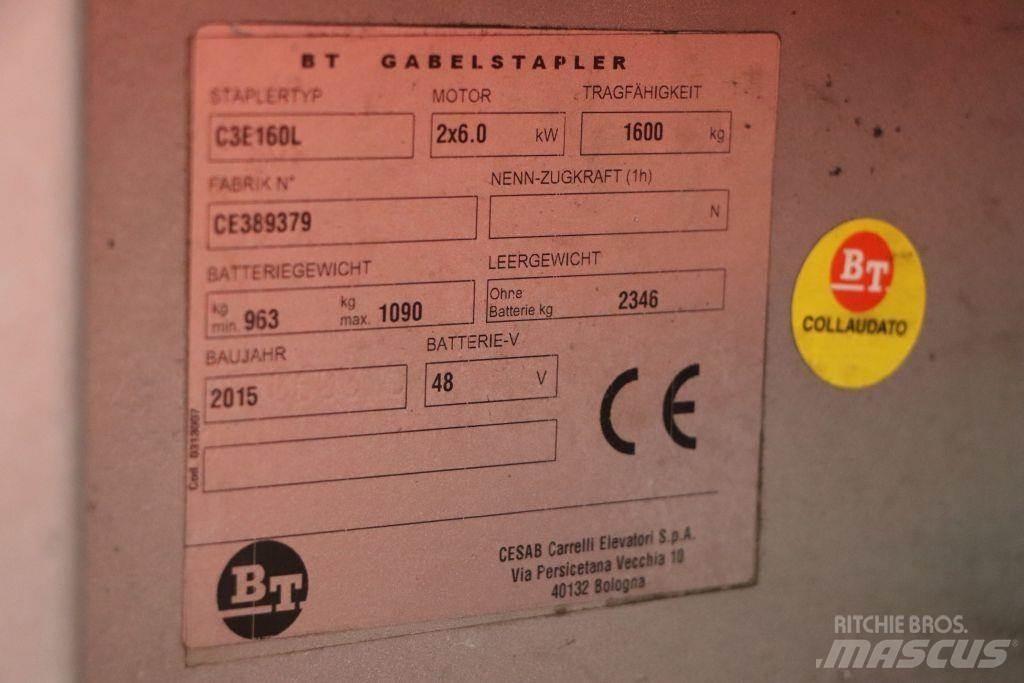 BT GABELSTAPLER
STAPLERTYP MOTOR TRAGFÄHIGKEIT
C3E160L 2x6.0 kW 1600 kg
FABRIK N° NENN-ZUGKRAFT (1h)
CE389379 N
BATTERIEGEWICHT LEERGEWICHT
kg min. 963 kg max. 1090 Ohne
Batterie kg 2346
BAUJAHR BATTERIE-V
2015 48 V
CE
Cod. 0313067
BT
CESAB Carrelli Elevatori S.p.A.
Via Persicetana Vecchia 10
40132 Bologna
BT
COLLAUDATO
RITCHIE BROS.
MASCUS